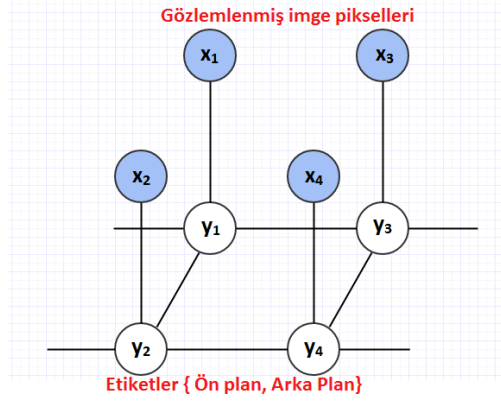 Gözlemlenmiş imge pikselleri
x1
x3
x2
x4
y1
y3
y2
y4
Etiketler { Ön plan, Arka Plan}